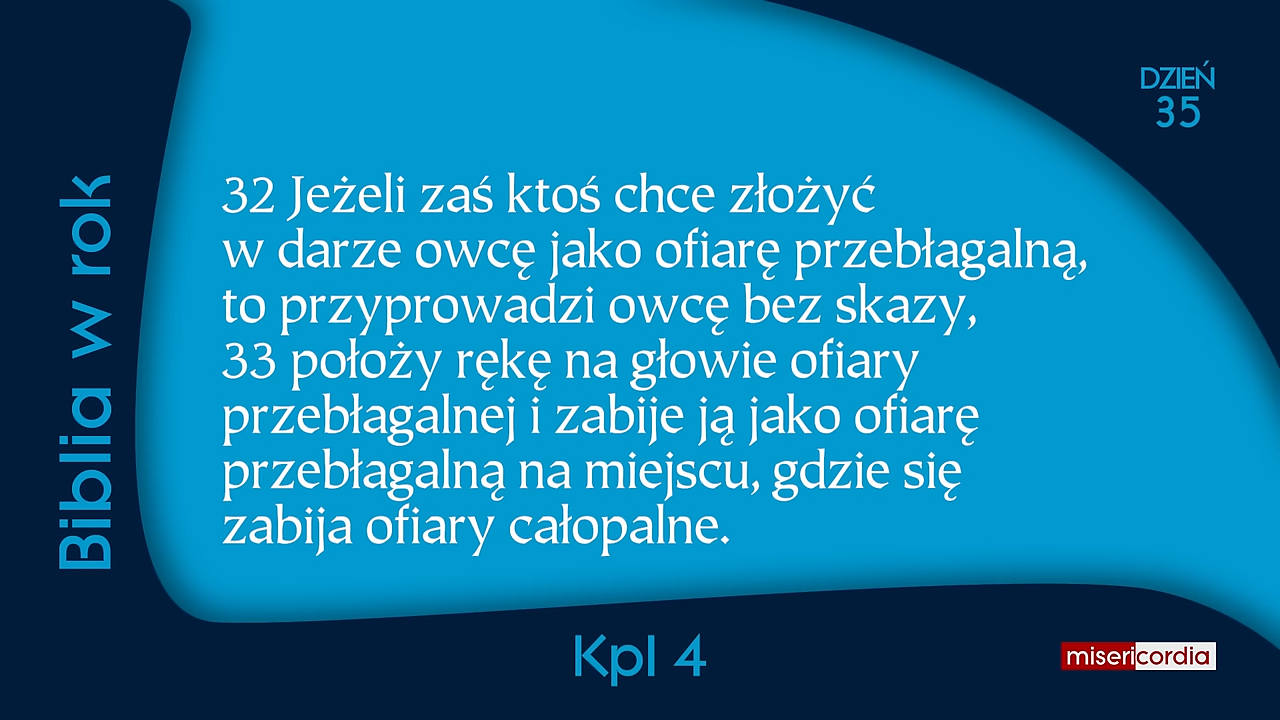 DZIEŃ
35
Biblia w rok
32 Jeżeli zaś ktoś chce złożyć
w darze owcę jako ofiarę przebłagalną,
to przyprowadzi owcę bez skazy,
33 położy rękę na głowie ofiary
przebłagalnej i zabije ją jako ofiarę
przebłagalną na miejscu, gdzie się
zabija ofiary całopalne.
Kpl 4
misericordia